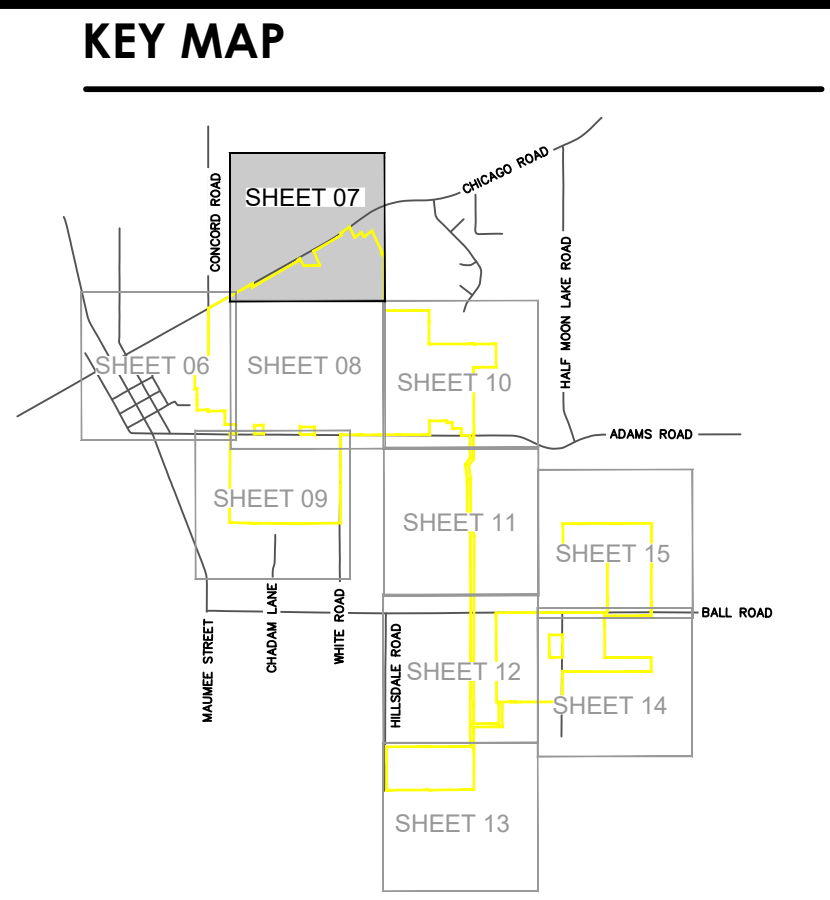 KEY MAP
CHICAGO ROAD
SHEET 07
CONCORD ROAD
HALF MOON LAKE ROAD
SHEET 06
SHEET 08
SHEET 10
ADAMS ROAD
SHEET 09
SHEET 11
SHEET 15
BALL ROAD
MAUMEE STREET
CHADAM LANE
WHITE ROAD
HILLSDALE ROAD
SHEET 12
SHEET 14
SHEET 13